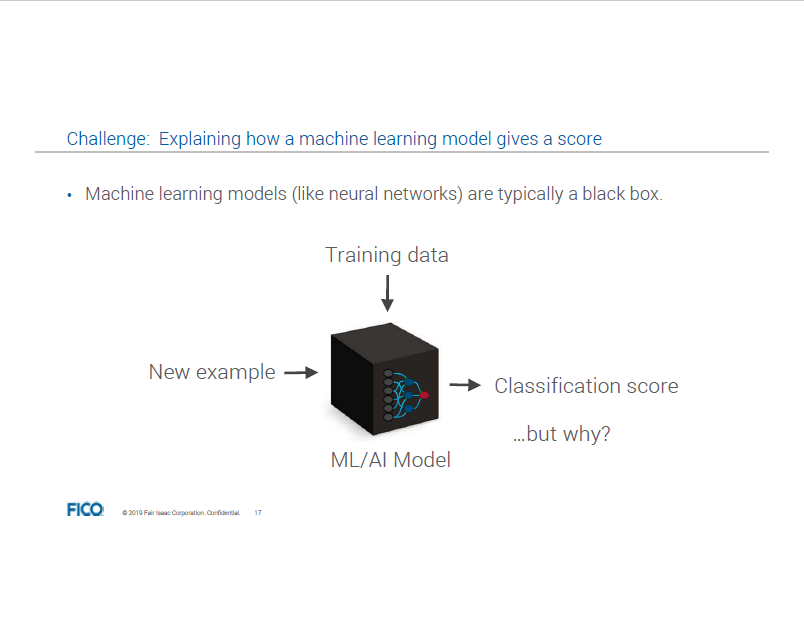 Challenge:  Explaining how a machine learning model gives a score
• Machine learning models (like neural networks) are typically a black box.
Training data
New example
Classification score
...but why?
ML/AI Model
FICO © 2019 Fair Isaac Corporation. Confidential. 17